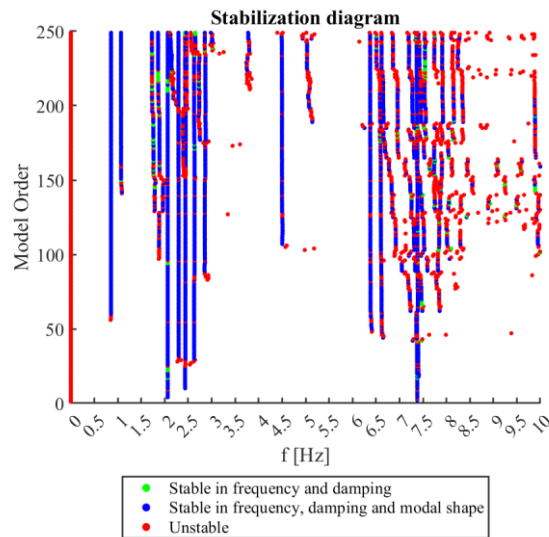 Stabilization diagram
250
200
150
100
50
0
Model Order
0 0.5 1 1.5 2 2.5 3 3.5 4 4.5 5 5.5 6 6.5 7 7.5 8 8.5 9 9.5 10
f [Hz]
Stable in frequency and damping
Stable in frequency, damping and modal shape
Unstable